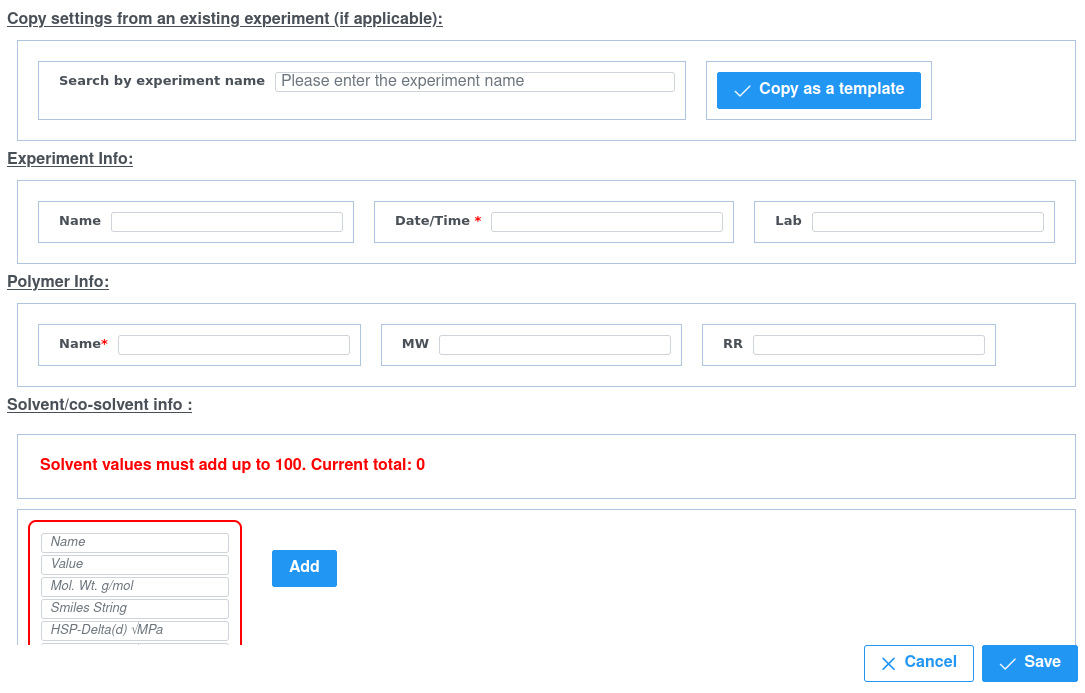 Copy settings from an existing experiment (if applicable):
Search by experiment name Please enter the experiment name Copy as a template
Experiment Info:
Name Date/Time * Lab
Polymer Info:
Name* MW RR
Solvent/co-solvent info :
Solvent values must add up to 100. Current total: 0
Name
Value
Mol. Wt. g/mol
Smiles String
HSP-Delta(d) √MPa
Add
Cancel Save